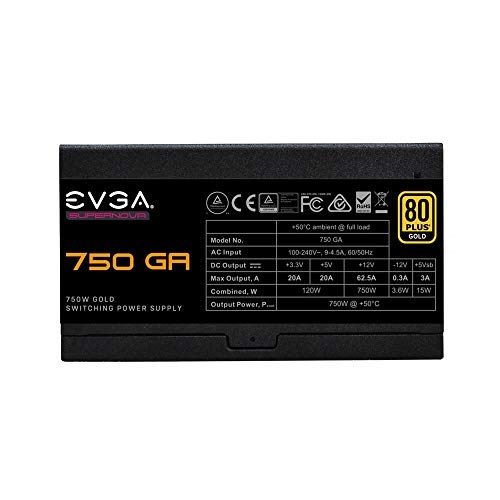 EVGA
SUPERNOVA
750 GA
750W GOLD
SWITCHING POWER SUPPLY
RoHS
80
PLUS
GOLD
+50°C ambient @ full load
Model No. 750 GA
AC Input 100-240V~, 9-4.5A, 60/50Hz
DC Output +3.3V +5V +12V -12V +5Vsb
Max Output, A 20A 20A 62.5A 0.3A 3A
Combined, W 120W 750W 3.6W 15W
Output Power, Pcont 750W @ +50°C